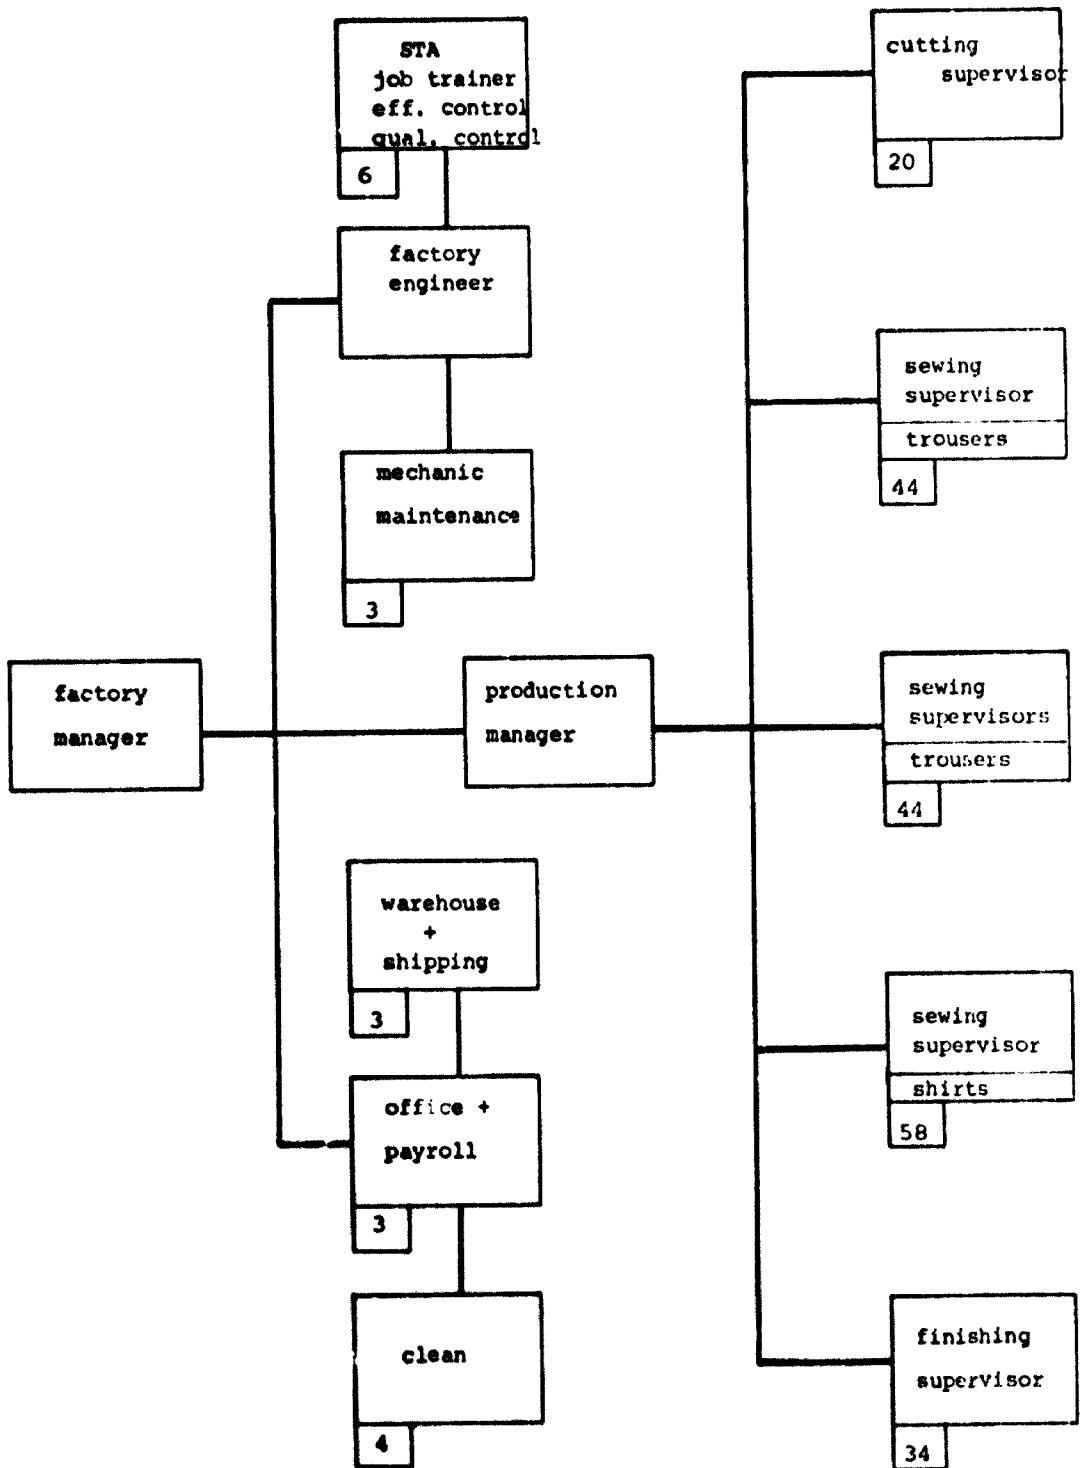 STA
job trainer
eff. control
qual. control
6
factory
engineer
mechanic
maintenance
3
factory
manager
production
manager
warehouse
+
shipping
3
office +
payroll
3
clean
4
cutting
supervisor
20
sewing
supervisor
trousers
44
sewing
supervisors
trousers
44
sewing
supervisor
shirts
58
finishing
supervisor
34